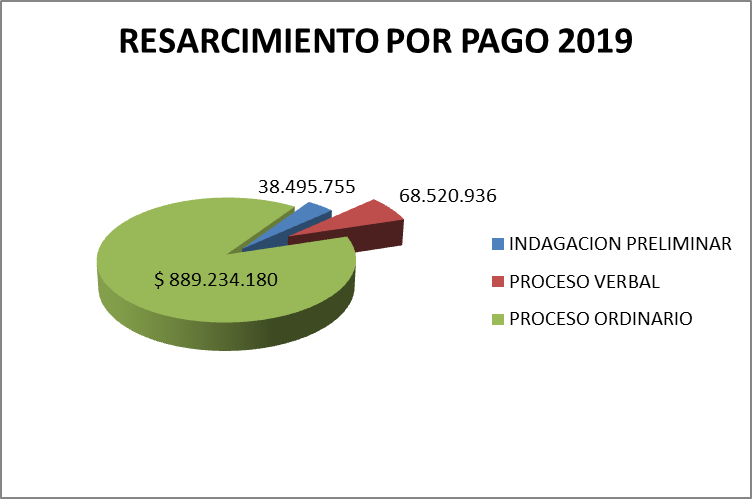 RESARCIMIENTO POR PAGO 2019
38.495.755
68.520.936
$ 889.234.180
INDAGACION PRELIMINAR
PROCESO VERBAL
PROCESO ORDINARIO